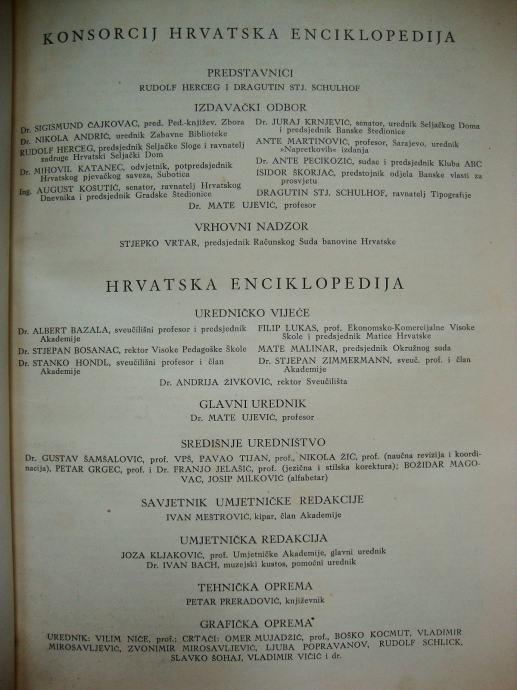 KONSORCIJ HRVATSKA ENCIKLOPEDIJA
PREDSTAVNICI
RUDOLF HERCEG I DRAGUTIN STJ. SCHULHOF
IZDAVAČKI ODBOR
Dr. SIGISMUND ČAJKOVAC, pred. Ped.-književ. Zbora
Dr. NIKOLA ANDRIĆ, urednik Zabavne Biblioteke
RUDOLF HERCEG, predsjednik Seljačke Sloge i ravnatelj
zadruge Hrvatski Seljački Dom
Dr. MIHOVIL KATANEC, odvjetnik, potpredsjednik
Hrvatskog pjevačkog saveza, Subotica
Ing. AUGUST KOŠUTIĆ, senator, ravnatelj Hrvatskog
Dnevnika i predsjednik Gradske Štedionice
Dr. JURAJ KRNJEVIĆ, senator, urednik Seljačkog Doma
i predsjednik Banske Štedionice
ANTE MARTINOVIĆ, profesor, Sarajevo, urednik
»Napretkovih« izdanja
Dr. ANTE PECIKOZIĆ, sudac i predsjednik Kluba ABC
ISIDOR ŠKORJAČ, predstojnik odjela Banske vlasti za
prosvjetu
DRAGUTIN STJ. SCHULHOF, ravnatelj Tipografije
Dr. MATE UJEVIĆ, profesor
VRHOVNI NADZOR
STJEPKO VRTAR, predsjednik Računskog Suda banovine Hrvatske
HRVATSKA ENCIKLOPEDIJA
UREDNIČKO VIJEĆE
Dr. ALBERT BAZALA, sveučilišni profesor i predsjednik
Akademije
Dr. STJEPAN BOSANAC, rektor Visoke Pedagoške Škole
Dr. STANKO HONDL, sveučilišni profesor i član
Akademije
FILIP LUKAS, prof. Ekonomsko-Komercijalne Visoke
Škole i predsjednik Matice Hrvatske
MATE MALINAR, predsjednik Okružnog suda
Dr. STJEPAN ZIMMERMANN, sveuč. prof. i član
Akademije
Dr. ANDRIJA ŽIVKOVIĆ, rektor Sveučilišta
GLAVNI UREDNIK
Dr. MATE UJEVIĆ, profesor
SREDIŠNJE UREDNIŠTVO
Dr. GUSTAV ŠAMŠALOVIĆ, prof. VPŠ, PAVAO TIJAN, prof., NIKOLA ŽIC, prof. (naučna revizija i koordi-
nacija), PETAR GRGEC, prof. i Dr. FRANJO JELAŠIĆ, prof. (jezična i stilska korektura); BOŽIDAR MAGO-
VAC, JOSIP MILKOVIĆ (alfabetar)
SAVJETNIK UMJETNIČKE REDAKCIJE
IVAN MEŠTROVIĆ, kipar, član Akademije
UMJETNIČKA REDAKCIJA
JOZA KLJAKOVIĆ, prof. Umjetničke Akademije, glavni urednik
Dr. IVAN BACH, muzejski kustos, pomoćni urednik
TEHNIČKA OPREMA
PETAR PRERADOVIĆ, književnik
GRAFIČKA OPREMA
UREDNIK: VILIM NIČE, prof.; CRTAČI: OMER MUJADŽIĆ, prof., BOŠKO KOCMUT, VLADIMIR
MIROSAVLJEVIĆ, ZVONIMIR MIROSAVLJEVIĆ, LJUBA POPRAVANOV, RUDOLF SCHLICK,
SLAVKO ŠOHAJ, VLADIMIR VIČIĆ i dr.